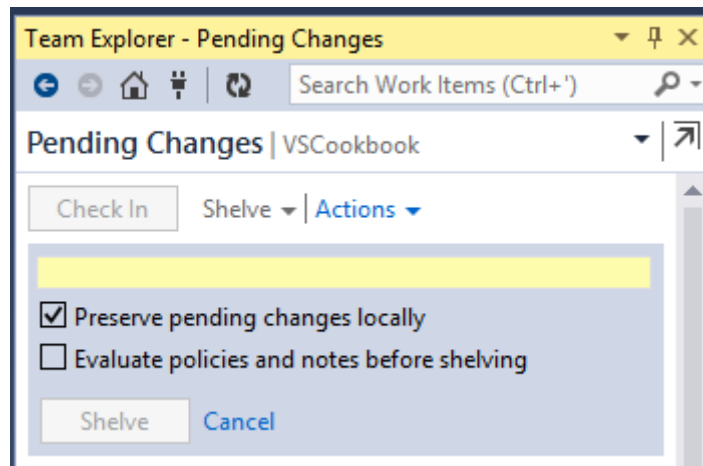 Team Explorer - Pending Changes
Search Work Items (Ctrl+')
Pending Changes | VSCookbook
Check In Shelve Actions
Preserve pending changes locally
Evaluate policies and notes before shelving
Shelve Cancel